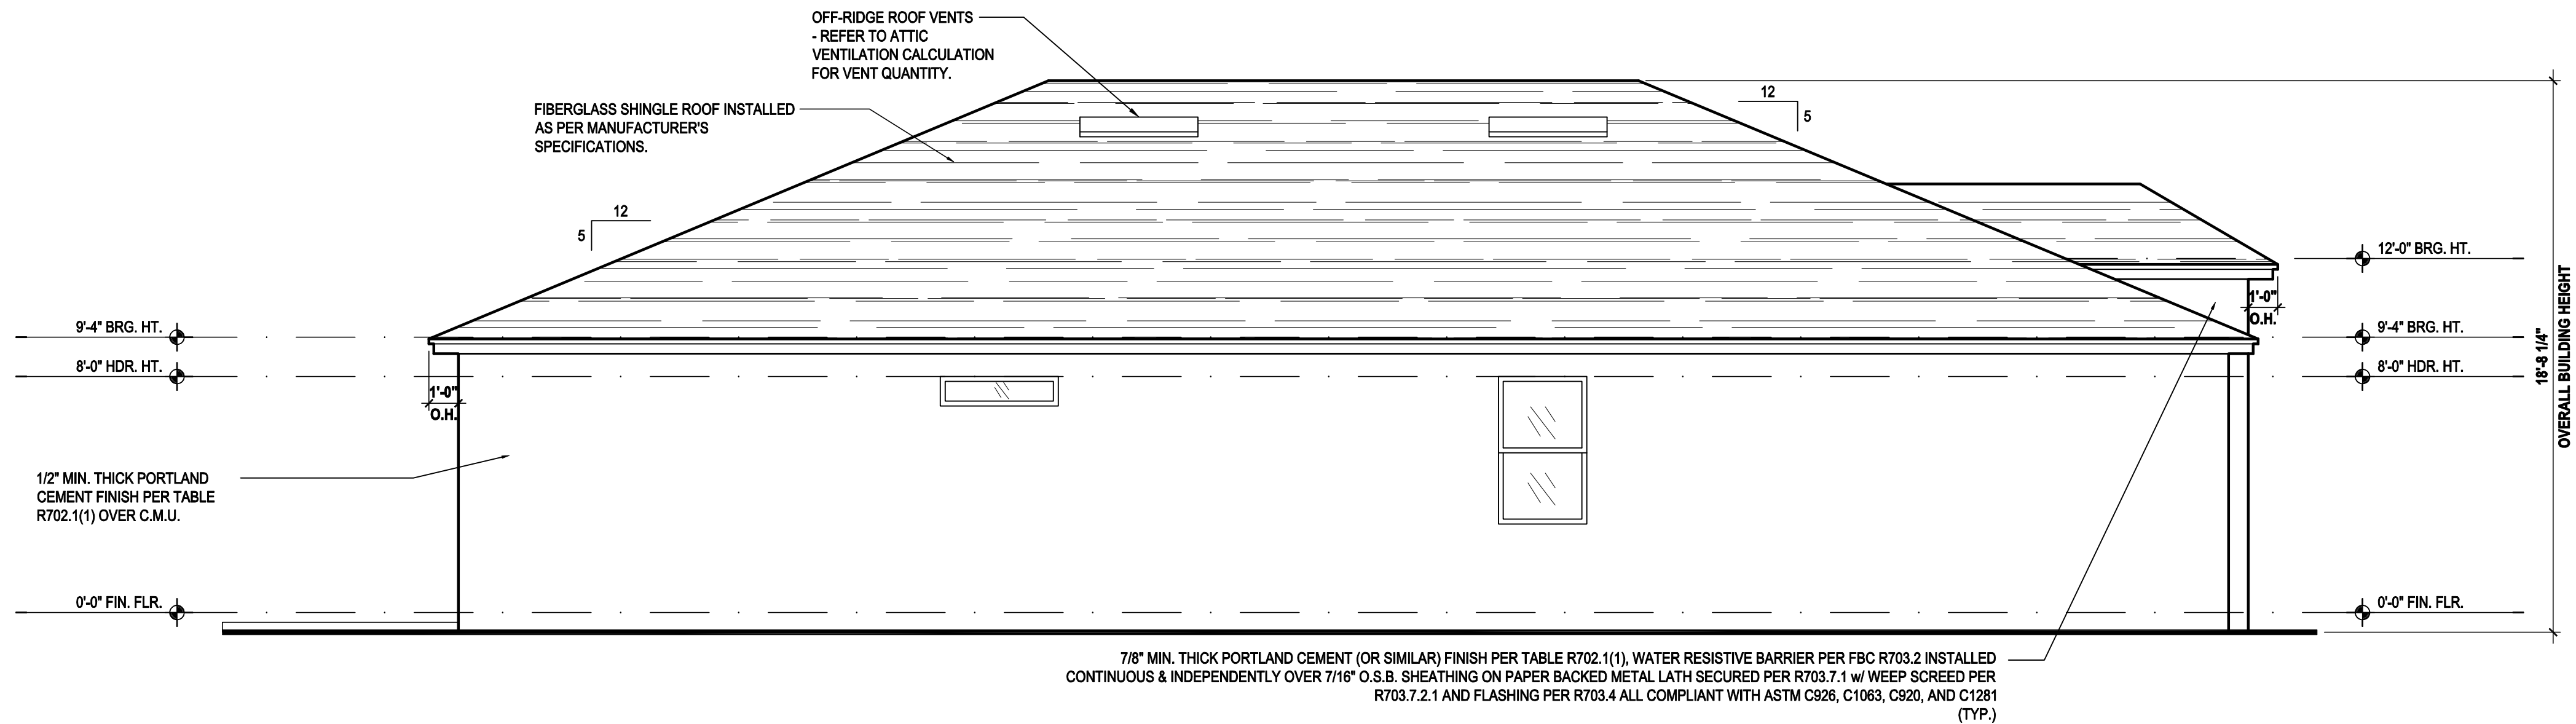 OFF-RIDGE ROOF VENTS
- REFER TO ATTIC
VENTILATION CALCULATION
FOR VENT QUANTITY.
FIBERGLASS SHINGLE ROOF INSTALLED
AS PER MANUFACTURER'S
SPECIFICATIONS.
12
5
12
5
12'-0" BRG. HT.
1'-0"
O.H.
9'-4" BRG. HT.
9'-4" BRG. HT.
8'-0" HDR. HT.
8'-0" HDR. HT.
18'-8 1/4"
OVERALL BUILDING HEIGHT
1'-0"
O.H.
1/2" MIN. THICK PORTLAND
CEMENT FINISH PER TABLE
R702.1(1) OVER C.M.U.
0'-0" FIN. FLR.
0'-0" FIN. FLR.
7/8" MIN. THICK PORTLAND CEMENT (OR SIMILAR) FINISH PER TABLE R702.1(1), WATER RESISTIVE BARRIER PER FBC R703.2 INSTALLED
CONTINUOUS & INDEPENDENTLY OVER 7/16" O.S.B. SHEATHING ON PAPER BACKED METAL LATH SECURED PER R703.7.1 w/ WEEP SCREED PER
R703.7.2.1 AND FLASHING PER R703.4 ALL COMPLIANT WITH ASTM C926, C1063, C920, AND C1281
(TYP.)